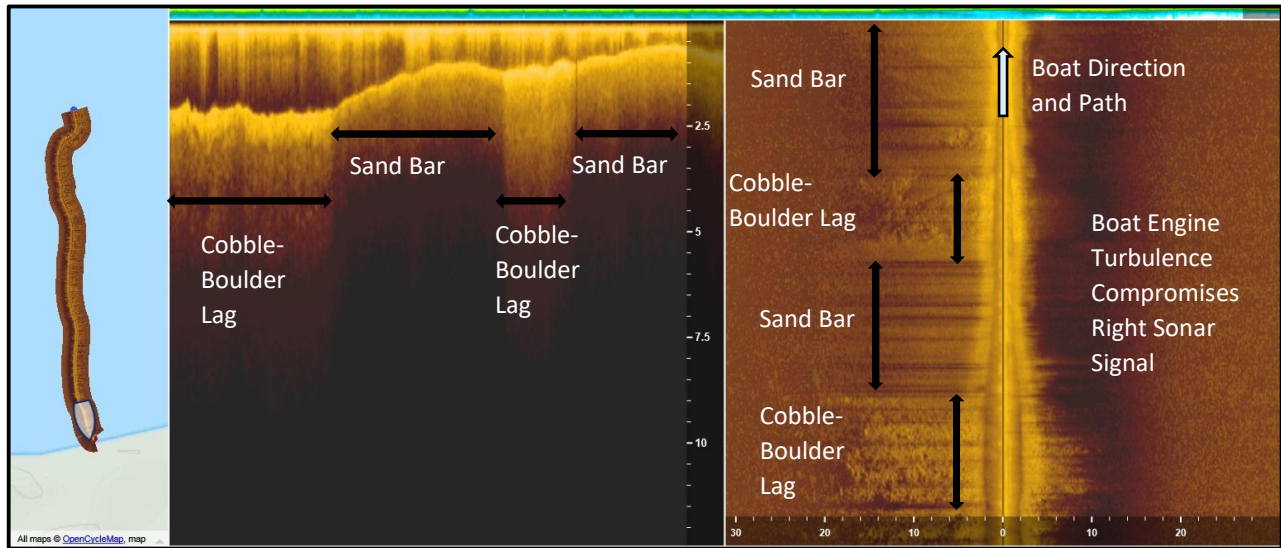 Sand Bar
Sand Bar
Cobble-
Boulder
Lag
Cobble-
Boulder
Lag
2.5
5
7.5
10
Sand Bar
Boat Direction
and Path
Cobble-
Boulder Lag
Boat Engine
Turbulence
Compromises
Right Sonar
Signal
Sand Bar
Cobble-
Boulder
Lag
30 20 10 0 10 20
All maps © OpenCycleMap, map